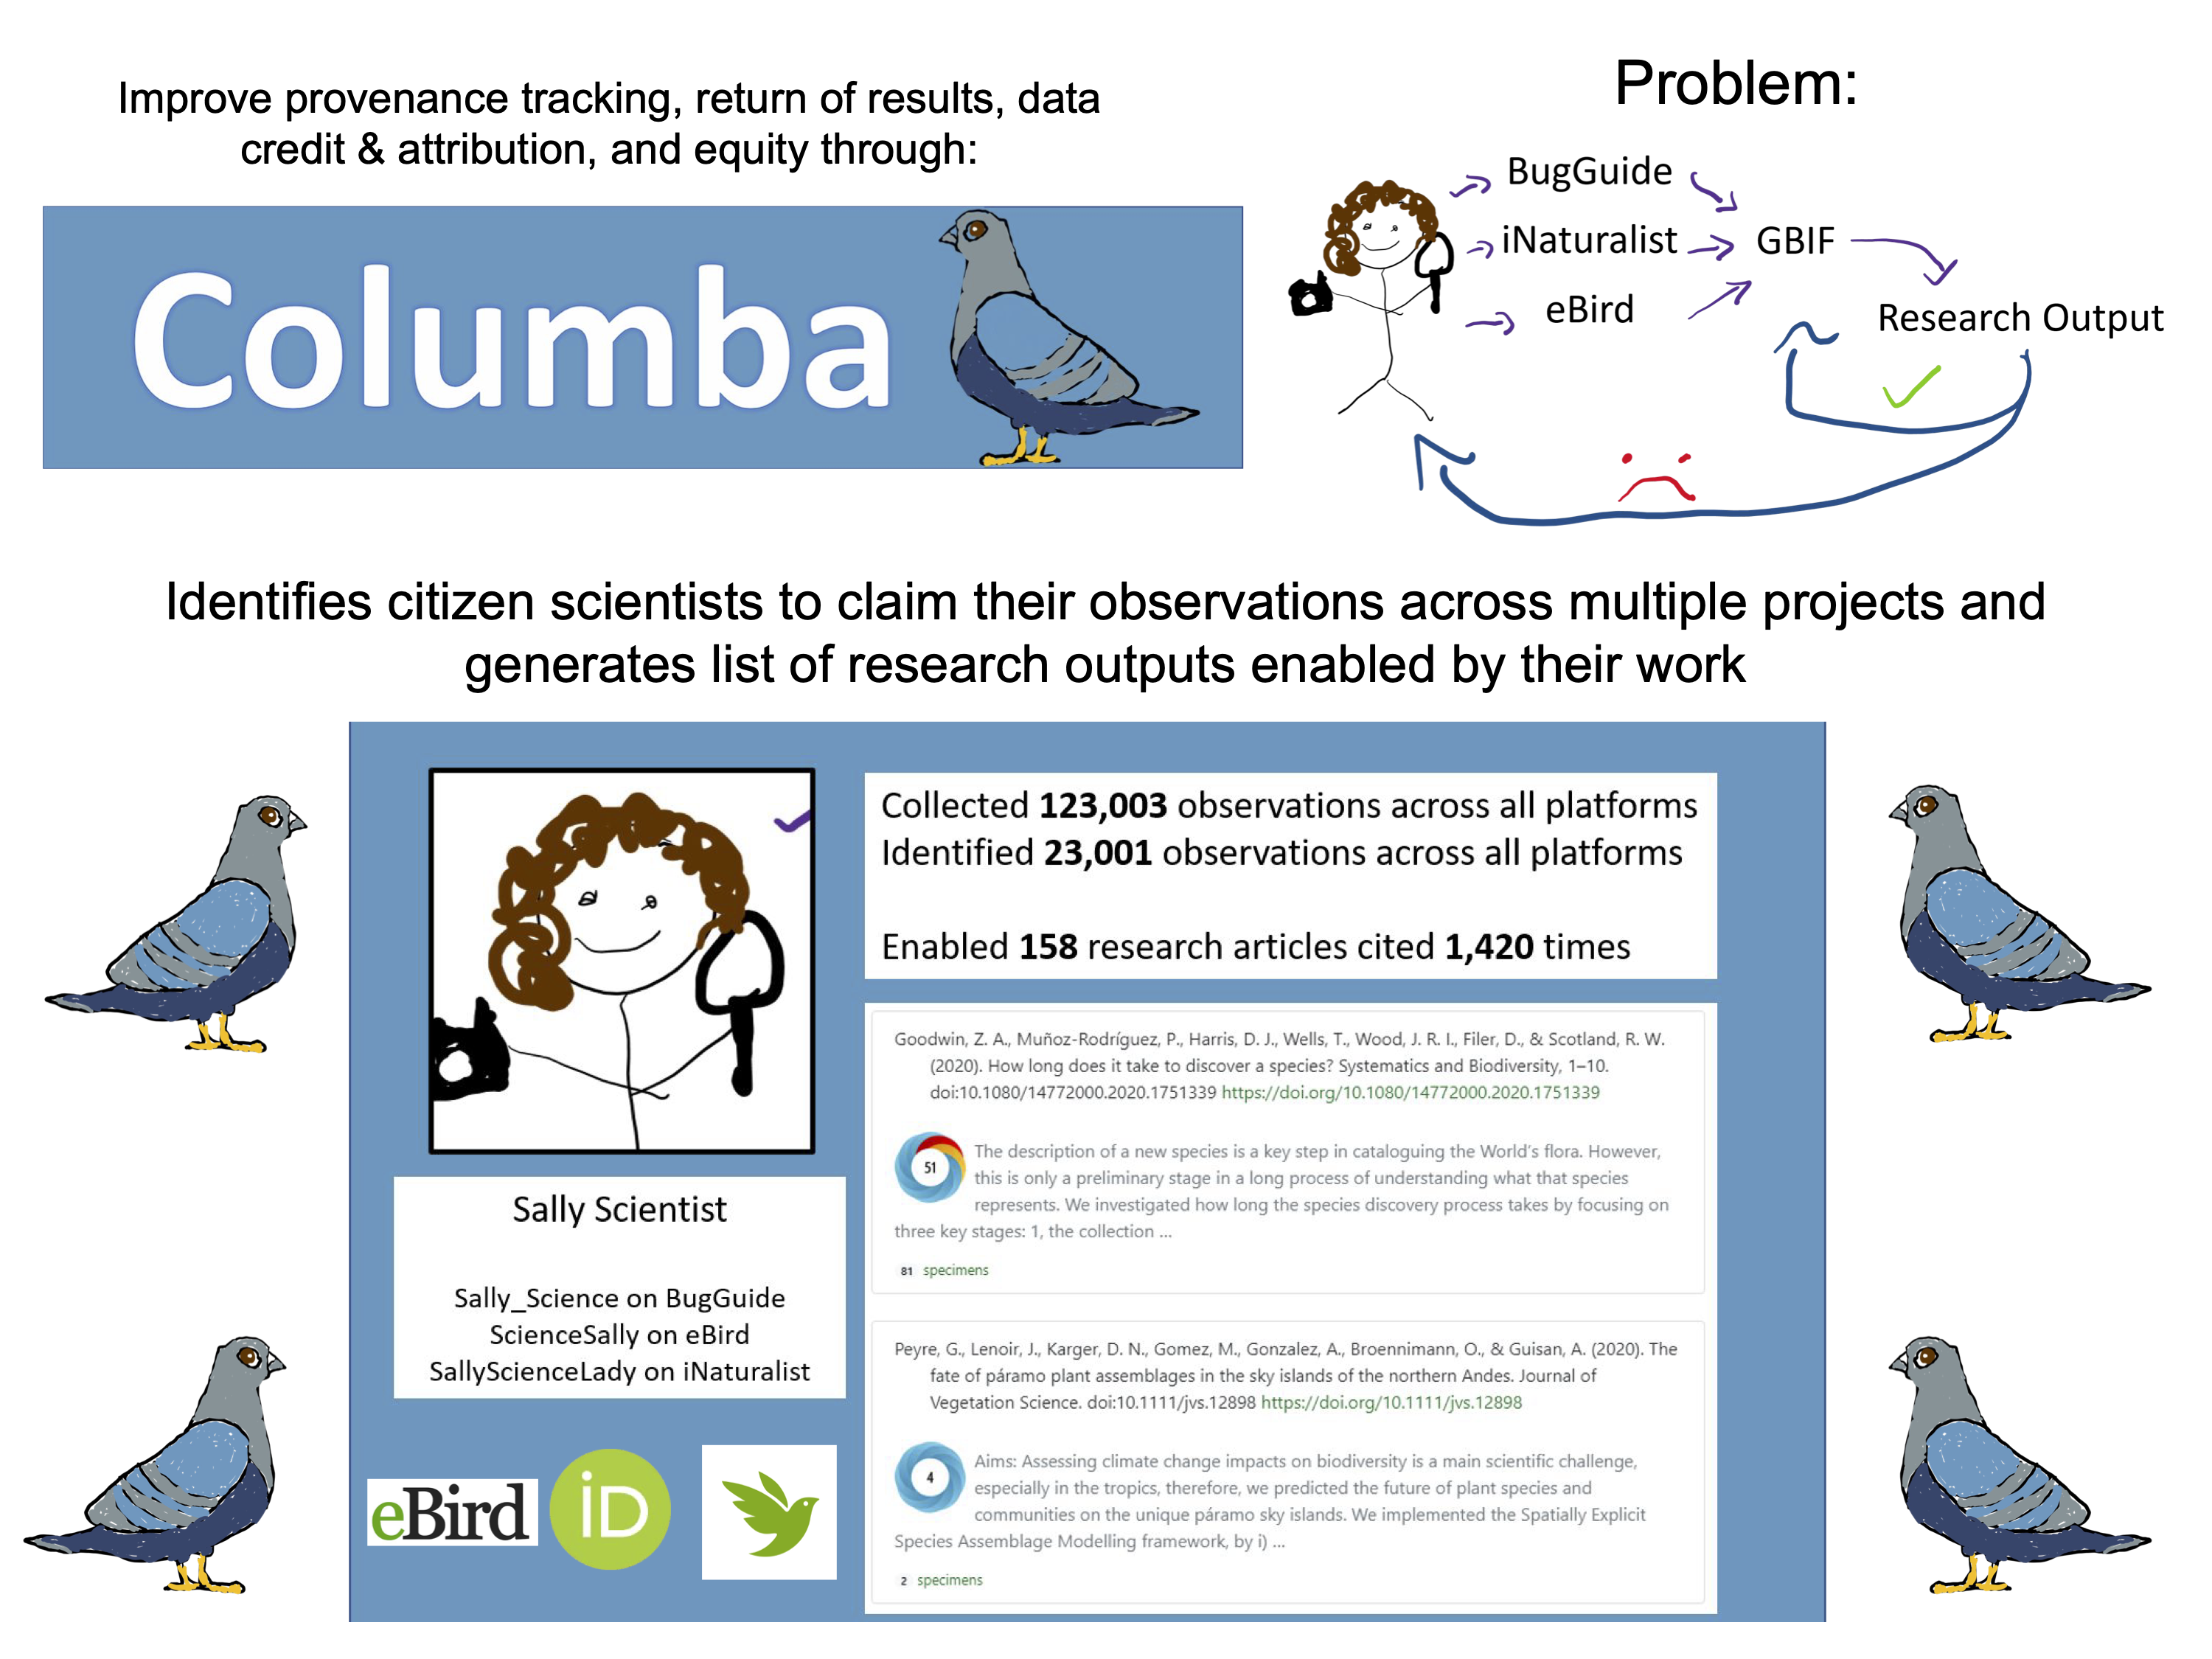 Improve provenance tracking, return of results, data
credit & attribution, and equity through:
Columba
Problem:
BugGuide
iNaturalist
eBird
GBIF
Research Output
Identifies citizen scientists to claim their observations across multiple projects and
generates list of research outputs enabled by their work
Sally Scientist
Sally_Science on BugGuide
ScienceSally on eBird
SallyScienceLady on iNaturalist
eBird
iD
Collected 123,003 observations across all platforms
Identified 23,001 observations across all platforms
Enabled 158 research articles cited 1,420 times
Goodwin, Z. A., Muñoz-Rodríguez, P., Harris, D. J., Wells, T., Wood, J. R. I., Filer, D., & Scotland, R. W.
(2020). How long does it take to discover a species? Systematics and Biodiversity, 1–10.
doi:10.1080/14772000.2020.1751339 https://doi.org/10.1080/14772000.2020.1751339
51
The description of a new species is a key step in cataloguing the World's flora. However,
this is only a preliminary stage in a long process of understanding what that species
represents. We investigated how long the species discovery process takes by focusing on
three key stages: 1, the collection ...
81 specimens
Peyre, G., Lenoir, J., Karger, D. N., Gomez, M., Gonzalez, A., Broennimann, O., & Guisan, A. (2020). The
fate of páramo plant assemblages in the sky islands of the northern Andes. Journal of
Vegetation Science. doi:10.1111/jvs.12898 https://doi.org/10.1111/jvs.12898
4
Aims: Assessing climate change impacts on biodiversity is a main scientific challenge,
especially in the tropics, therefore, we predicted the future of plant species and
communities on the unique páramo sky islands. We implemented the Spatially Explicit
Species Assemblage Modelling framework, by i) ...
2 specimens